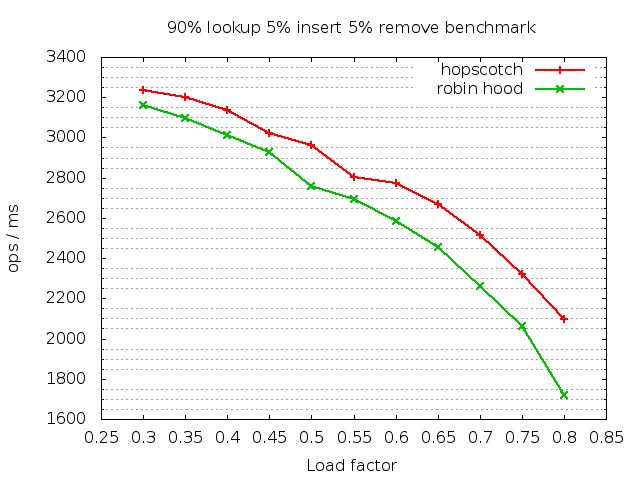 90% lookup 5% insert 5% remove benchmark
3400
3200
3000
2800
2600
2400
2200
2000
1800
1600
ops / ms
hopscotch
robin hood
0.25 0.3 0.35 0.4 0.45 0.5 0.55 0.6 0.65 0.7 0.75 0.8 0.85
Load factor